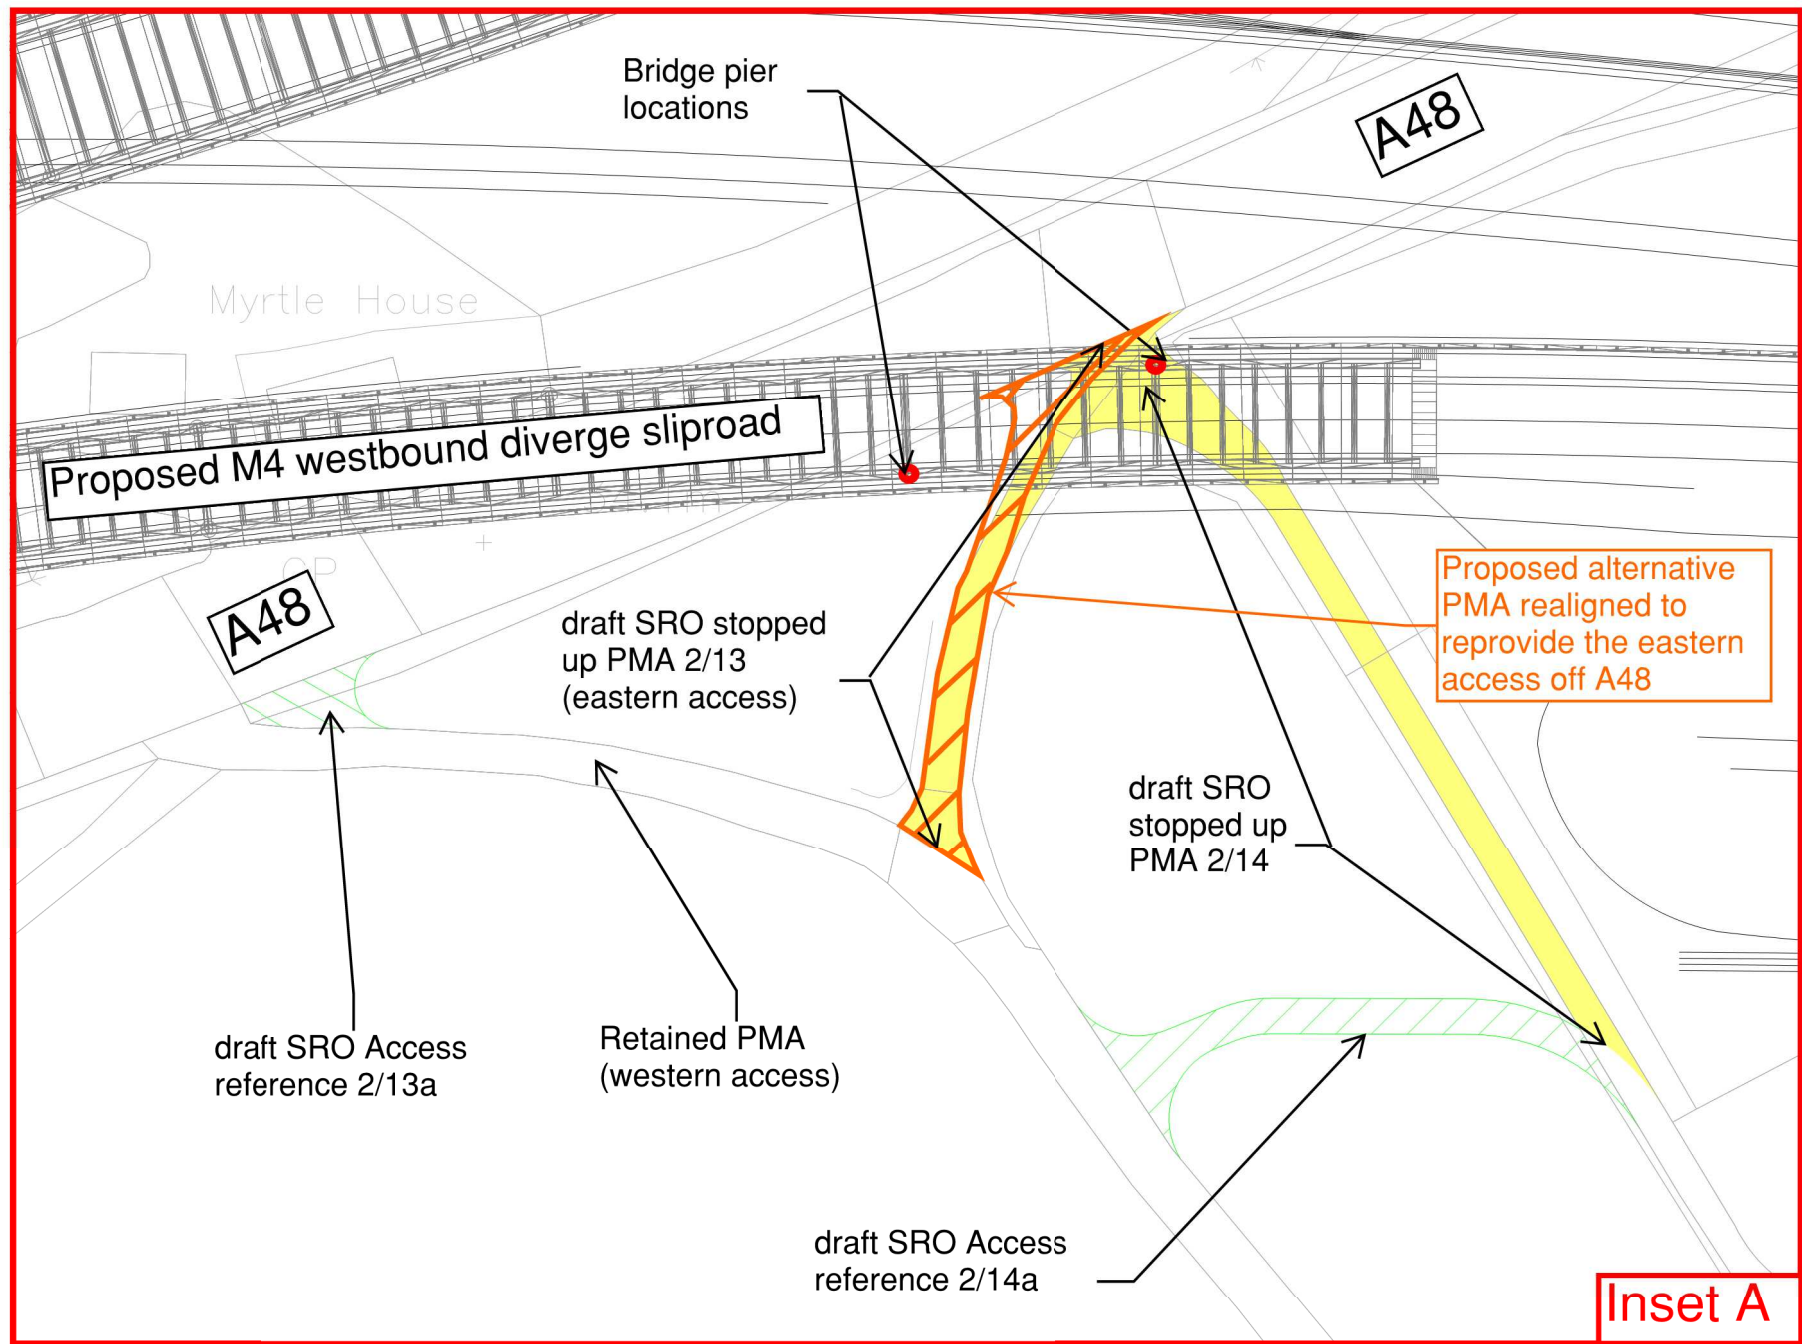 Bridge pier
locations
A48
Myrtle House
Proposed M4 westbound diverge sliproad
GP
A48
draft SRO stopped
up PMA 2/13
(eastern access)
Proposed alternative
PMA realigned to
reprovide the eastern
access off A48
draft SRO
stopped up
PMA 2/14
draft SRO Access
reference 2/13a
Retained PMA
(western access)
draft SRO Access
reference 2/14a
Inset A